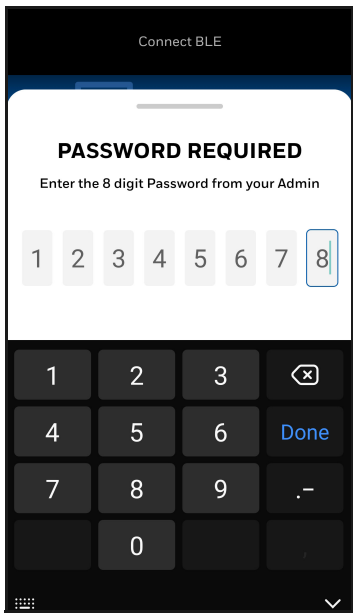 Connect BLE
PASSWORD REQUIRED
Enter the 8 digit Password from your Admin
1 2 3 4 5 6 7 8
1 2 3
4 5 6 Done
7 8 9 .-
0 ,